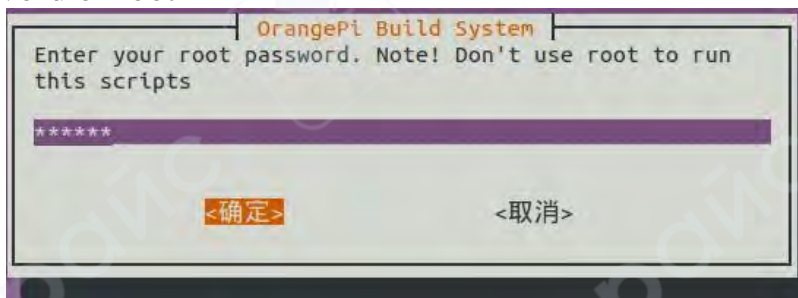 OrangePi Build System
Enter your root password. Note! Don't use root to run
this scripts
******
<确定> <取消>